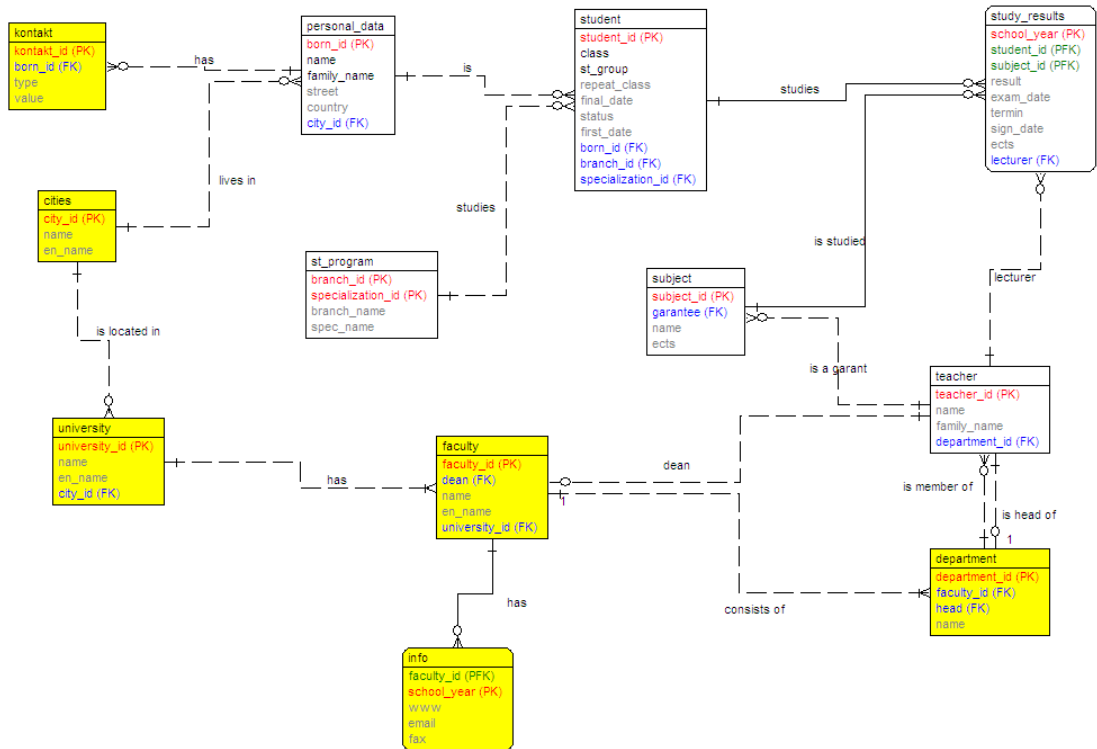 kontakt
kontakt_id (PK)
born_id (FK)
type
value
has
personal_data
born_id (PK)
name
family_name
street
country
city_id (FK)
is
student
student_id (PK)
class
st_group
repeat_class
final_date
status
first_date
born_id (FK)
branch_id (FK)
specialization_id (FK)
studies
study_results
school_year (PK)
student_id (PFK)
subject_id (PFK)
result
exam_date
termin
sign_date
ects
lecturer (FK)
lives in
cities
city_id (PK)
name
en_name
studies
is studied
st_program
branch_id (PK)
specialization_id (PK)
branch_name
spec_name
subject
subject_id (PK)
garantee (FK)
name
ects
lecturer
is located in
is a garant
teacher
teacher_id (PK)
name
family_name
department_id (FK)
university
university_id (PK)
name
en_name
city_id (FK)
has
faculty
faculty_id (PK)
dean (FK)
name
en_name
university_id (FK)
dean
1
is member of
is head of
1
department
department_id (PK)
faculty_id (FK)
head (FK)
name
consists of
has
info
faculty_id (PFK)
school_year (PK)
www
email
fax